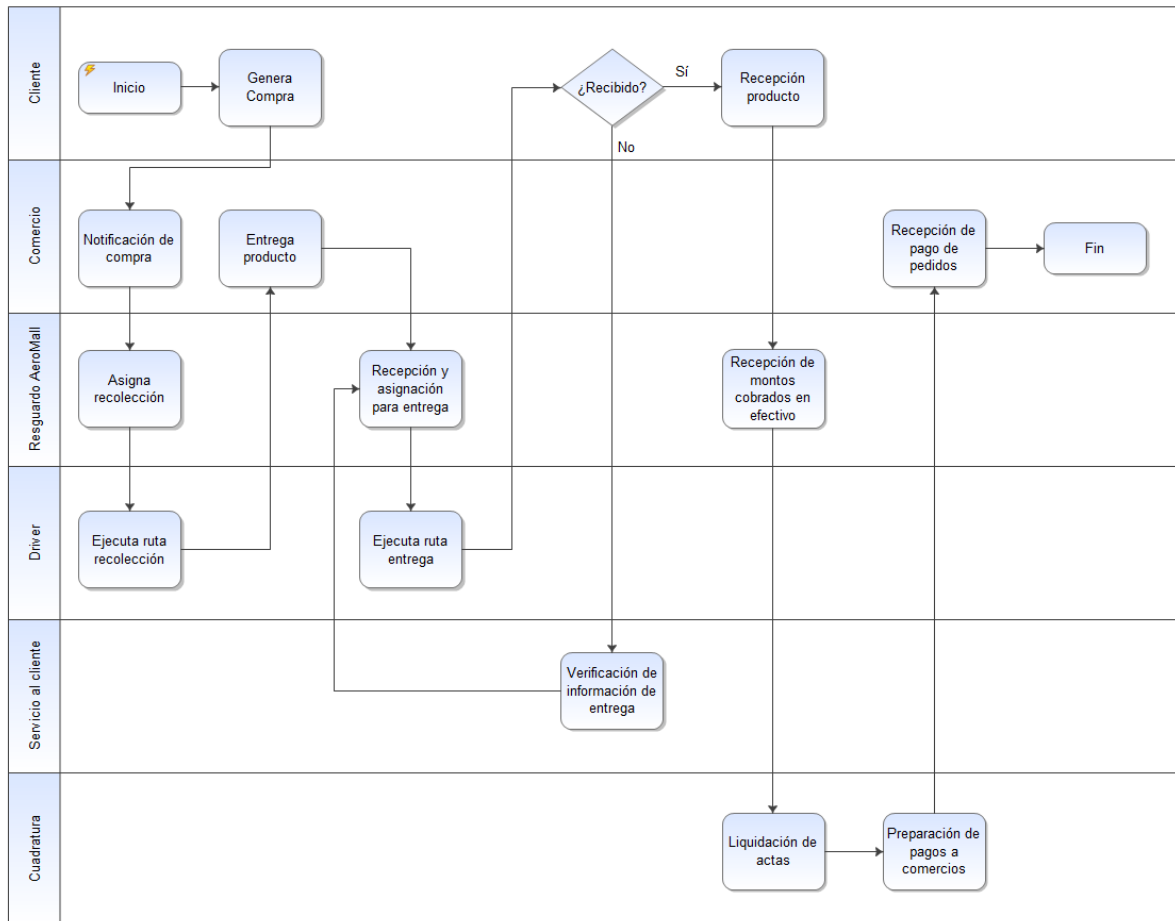 Cliente
Inicio
Genera
Compra
¿Recibido?
Sí
No
Recepción
producto
Comercio
Notificación de
compra
Entrega
producto
Recepción de
pago de
pedidos
Fin
Resguardo AeroMall
Asigna
recolección
Recepción y
asignación
para entrega
Recepción de
montos
cobrados en
efectivo
Driver
Ejecuta ruta
recolección
Ejecuta ruta
entrega
Servicio al cliente
Verificación de
información de
entrega
Cuadratura
Liquidación de
actas
Preparación de
pagos a
comercios